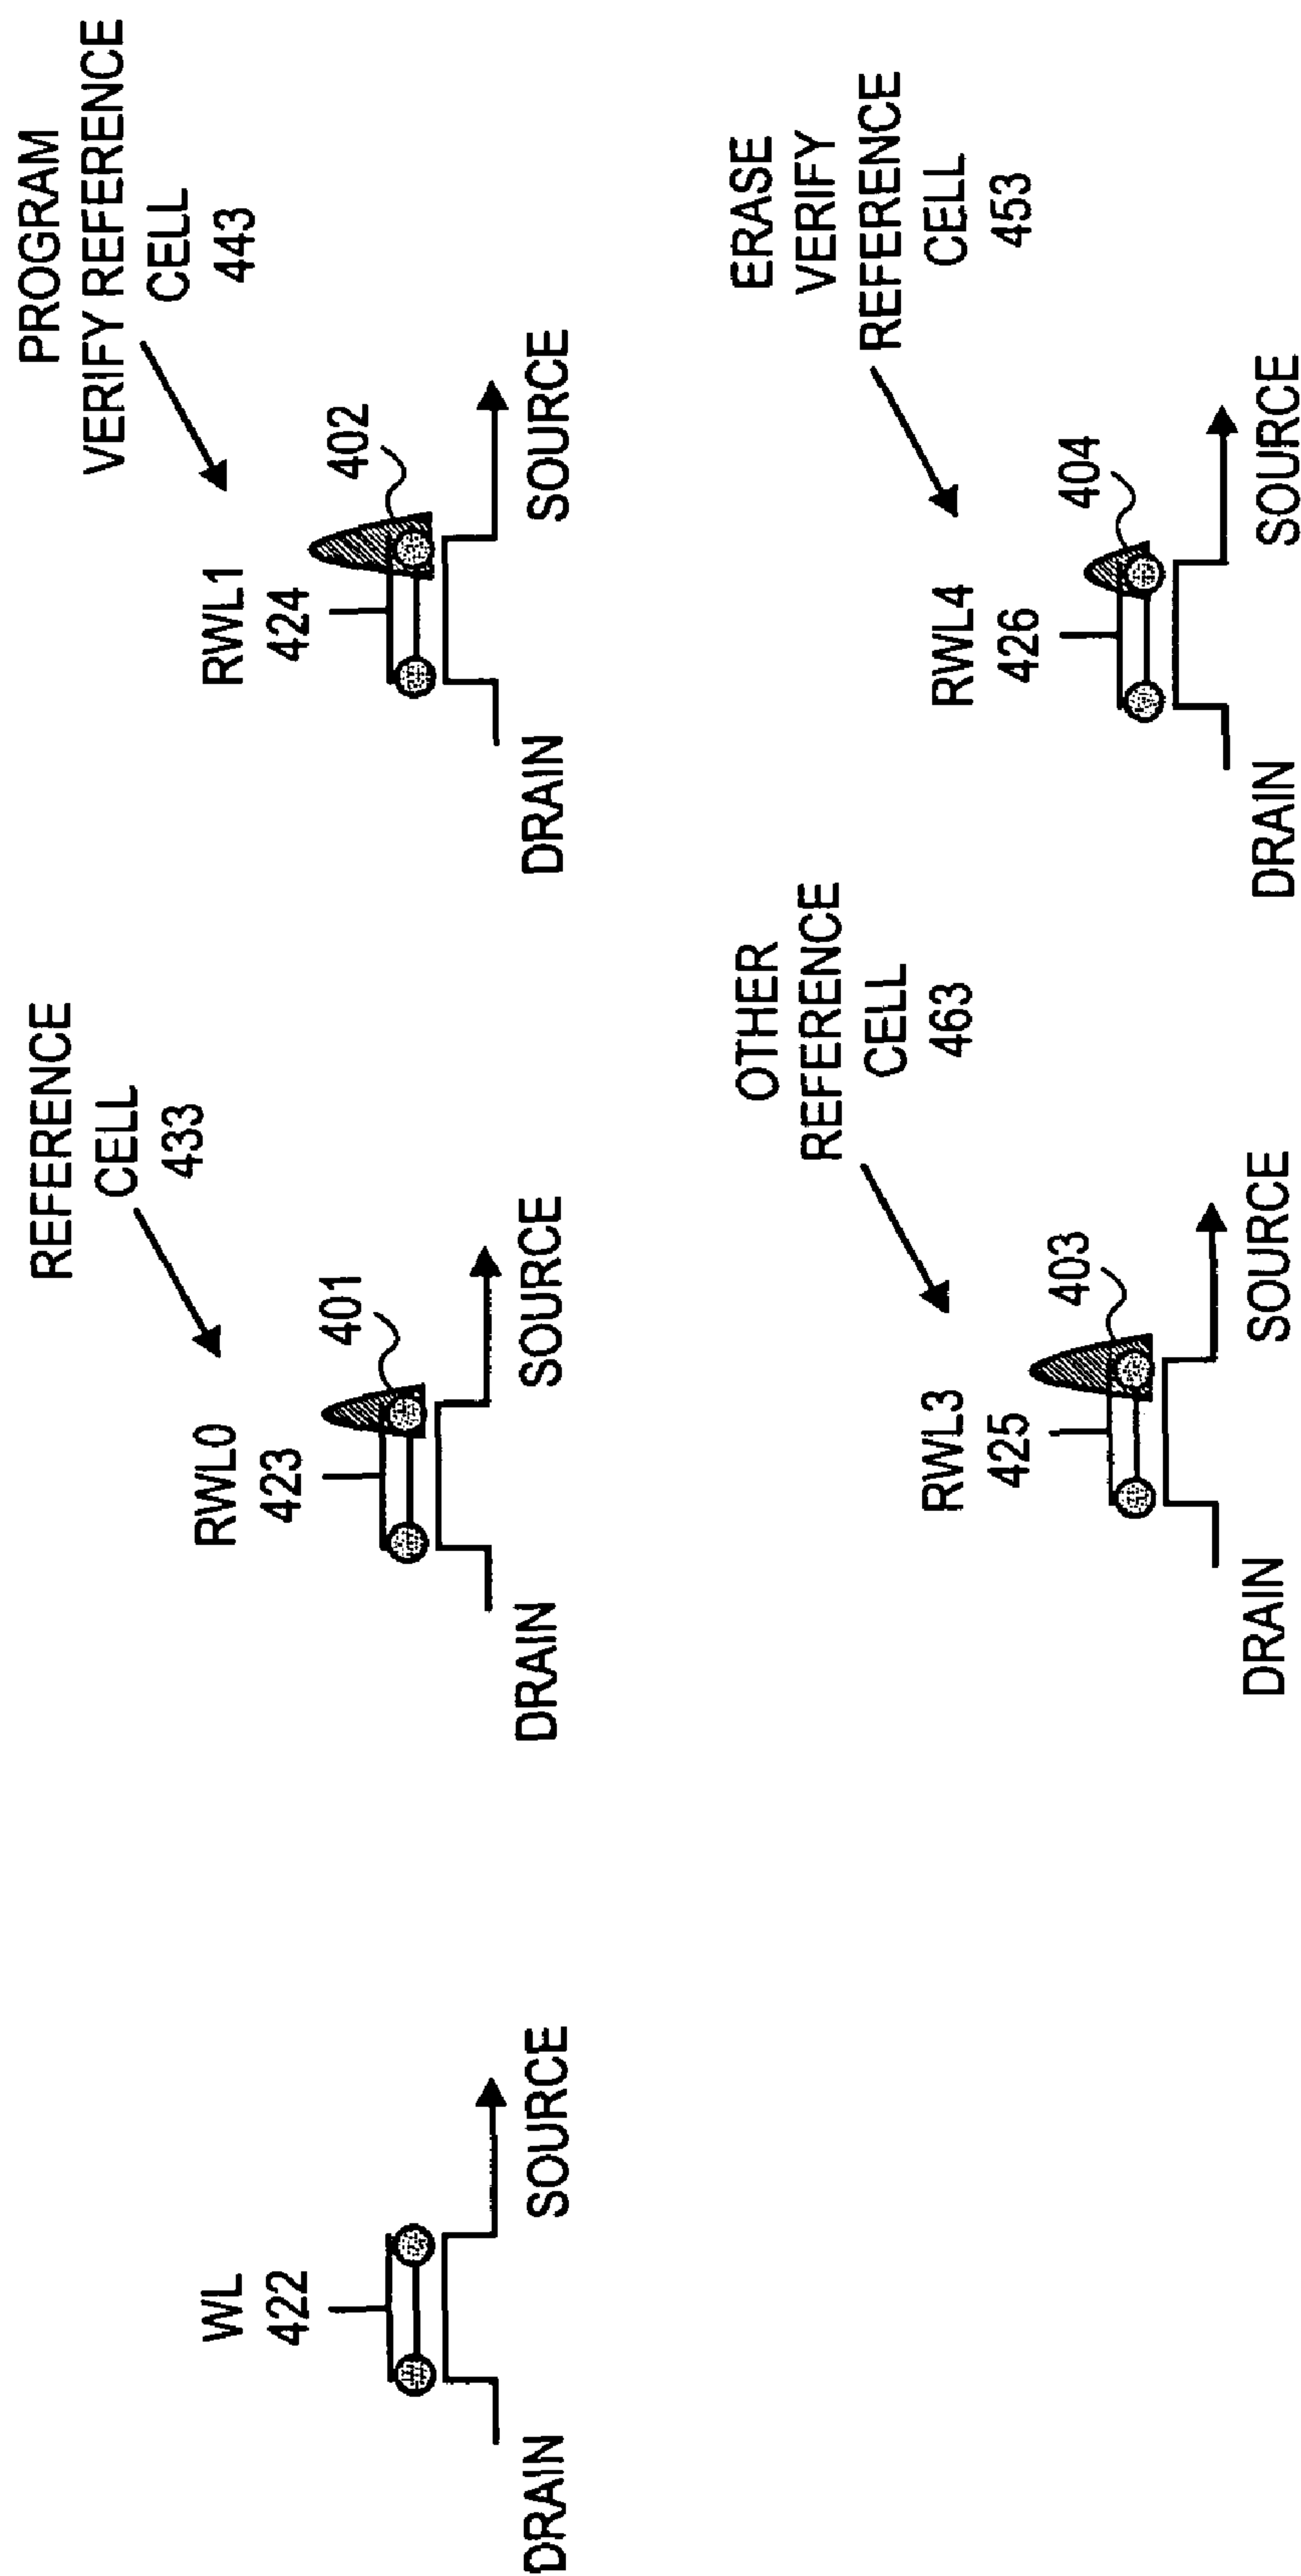 WL
422
DRAIN
SOURCE
REFERENCE
CELL
433
RWL0
423
401
DRAIN
SOURCE
PROGRAM
VERIFY REFERENCE
CELL
443
RWL1
424
402
DRAIN
SOURCE
OTHER
REFERENCE
CELL
463
RWL3
425
403
DRAIN
SOURCE
ERASE
VERIFY
REFERENCE
CELL
453
RWL4
426
404
DRAIN
SOURCE